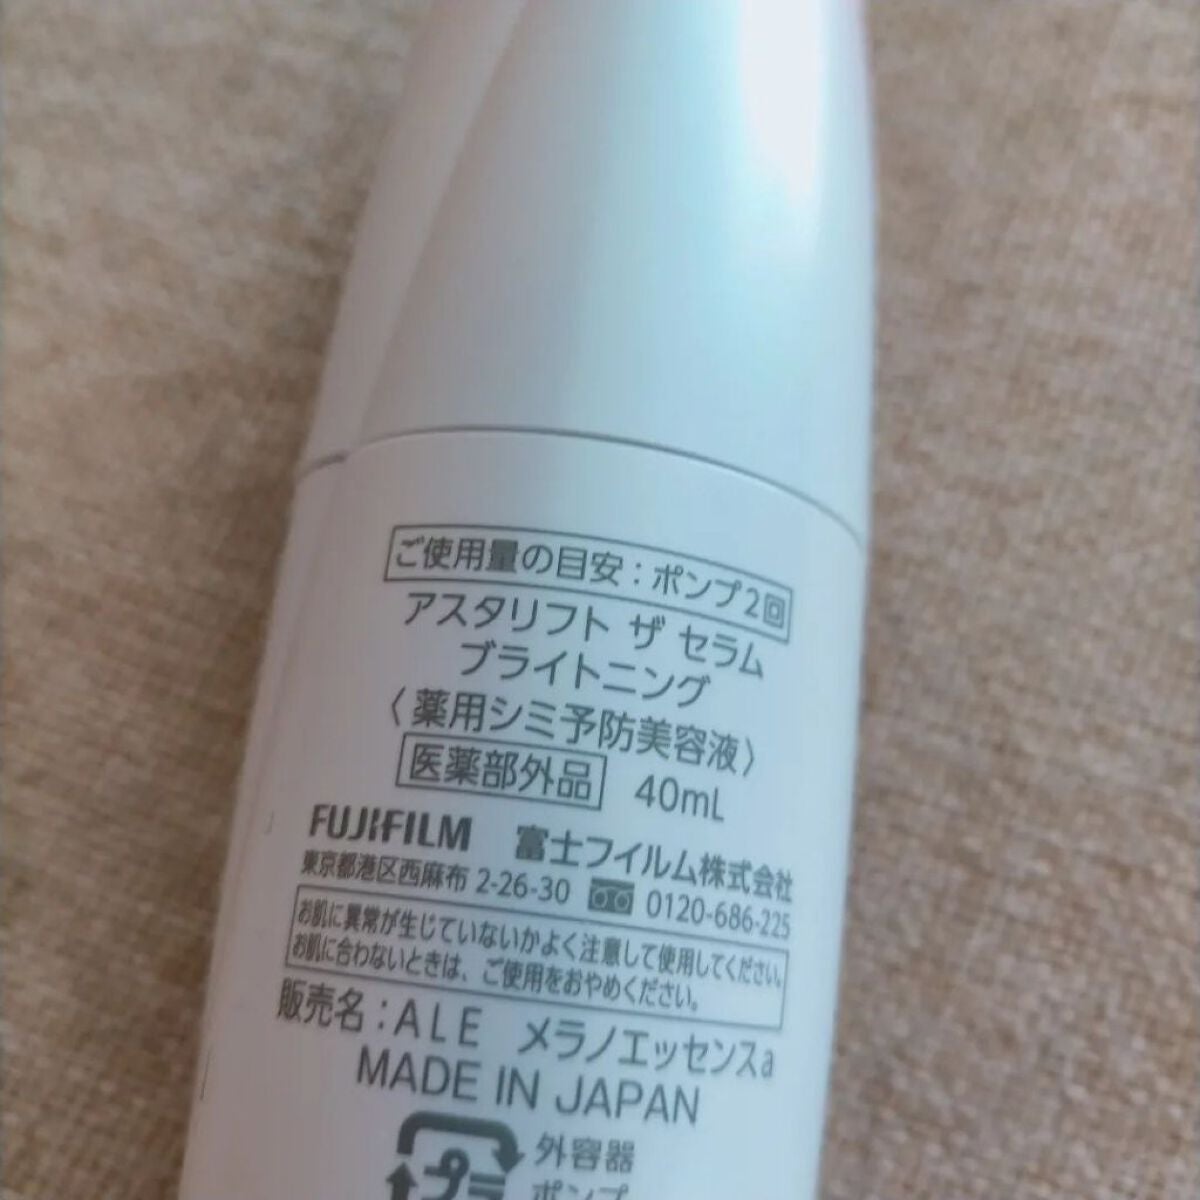 ご使用量の目安：ポンプ2回
アスタリフト ザ セラム
ブライトニング
〈薬用シミ予防美容液〉
医薬部外品 40mL
FUJIFILM 富士フイルム株式会社
東京都港区西麻布 2-26-30 0120-686-225
お肌に異常が生じていないかよく注意して使用してください。
お肌に合わないときは、ご使用をおやめください。
販売名：ALE メラノエッセンスa
MADE IN JAPAN
プラ 外容器
ポンプ